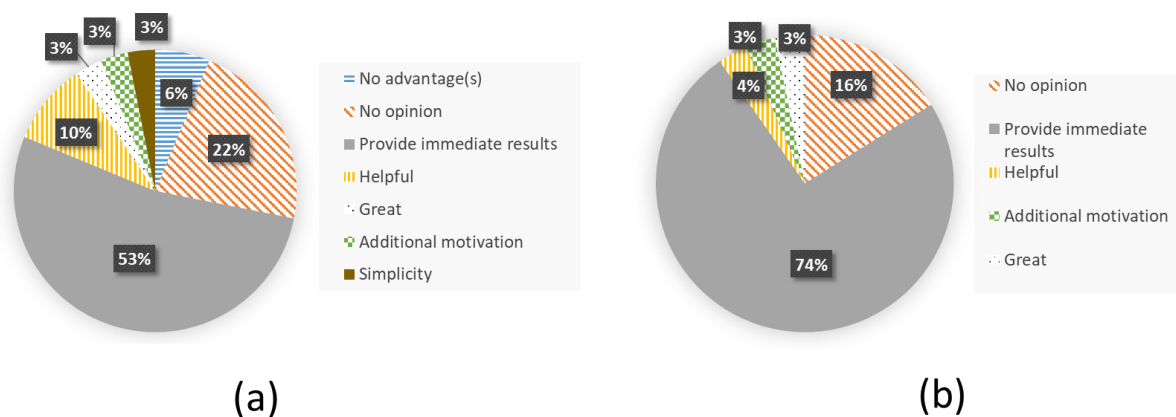 3%
3%
3%
6%
22%
10%
53%
No advantage(s)
No opinion
Provide immediate results
Helpful
Great
Additional motivation
Simplicity
(a)
3%
3%
4%
16%
74%
No opinion
Provide immediate
results
Helpful
Additional motivation
Great
(b)